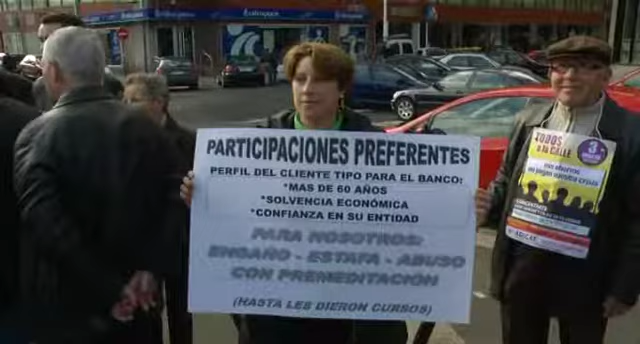 PARTICIPACIONES PREFERENTES
PERFIL DEL CLIENTE TIPO PARA EL BANCO:
*MAS DE 60 AÑOS
*SOLVENCIA ECONÓMICA
*CONFIANZA EN SU ENTIDAD
PARA NOSOTROS:
ENGAÑO - ESTAFA - ABUSO
CON PREMEDITACIÓN
(HASTA LES DIERON CURSOS)
TODOS
A LA CALLE
3